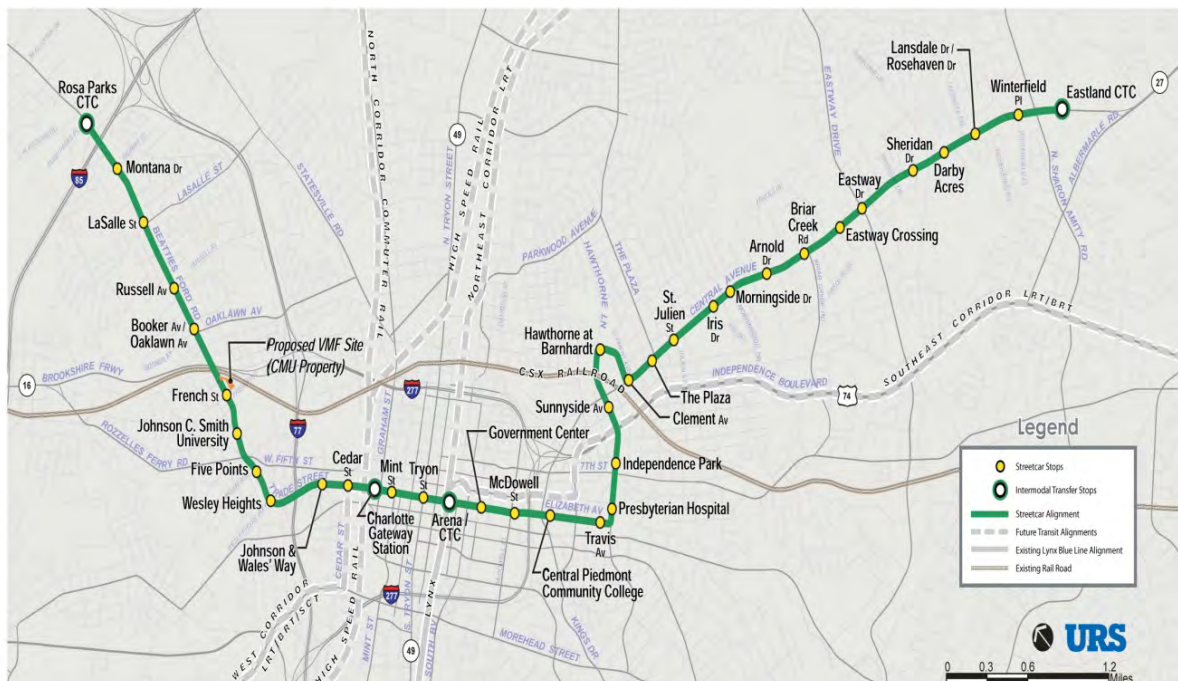 Rosa Parks
CTC
Montana Dr
LaSalle St
Russell Av
Booker Av /
Oaklawn Av
Proposed VMF Site
(CMU Property)
French St
Johnson C. Smith
University
Five Points
Wesley Heights
Johnson &
Wales' Way
Cedar
St
Charlotte
Gateway
Station
Mint
St
Tryon
St
Arena /
CTC
Government Center
McDowell
St
Central Piedmont
Community College
Travis
Av
Presbyterian Hospital
Independence Park
Sunnyside Av
Hawthorne at
Barnhardt
Clement Av
The Plaza
St.
Julien
St
Iris
Dr
Morningside Dr
Arnold
Dr
Briar
Creek
Rd
Eastway Crossing
Eastway
Dr
Sheridan
Dr
Darby
Acres
Lansdale Dr /
Rosehaven Dr
Winterfield
Pl
Eastland CTC
85
LASALLE ST
BEATTIES FORD RD
OAKLAWN AV
STATESVILLE RD
16
BROOKSHIRE FRWY
ROZZELLES FERRY RD
77
W. FIFTH ST
TRADE STREET
GRAHAM ST
CEDAR ST
MINT ST
S. TRYON ST
SOUTH BV
LYNX
277
277
49
49
N. TRYON STREET
NORTH CORRIDOR COMMUTER RAIL
HIGH SPEED RAIL
NORTHEAST CORRIDOR LRT
PARKWOOD AVENUE
HAWTHORNE LN
THE PLAZA
CENTRAL AVENUE
EASTWAY DRIVE
CSX RAILROAD
7TH ST
ELIZABETH AV
KINGS DR
MOREHEAD STREET
WEST CORRIDOR
LRT/BRT/SCT
HIGH SPEED RAIL
INDEPENDENCE BOULEVARD
74
SOUTHEAST CORRIDOR LRT/BRT
N. SHARON AMITY RD
ALBERMARLE RD
27
Legend
Streetcar Stops
Intermodal Transfer Stops
Streetcar Alignment
Future Transit Alignments
Existing Lynx Blue Line Alignment
Existing Rail Road
URS
0 0.3 0.6 1.2
Miles